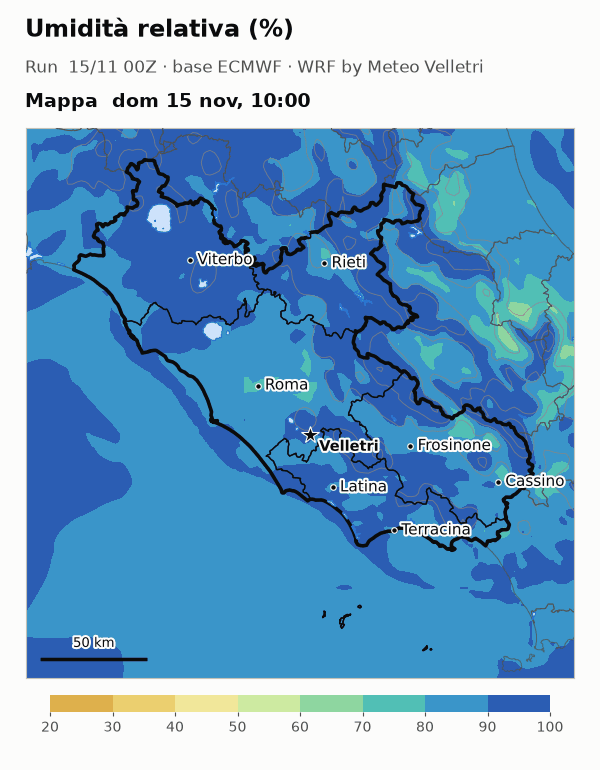 Umidità relativa (%)
Run  15/11 00Z · base ECMWF · WRF by Meteo Velletri
Mappa  dom 15 nov, 10:00
Viterbo
Rieti
Roma
Velletri
Frosinone
Cassino
Latina
Terracina
50 km
20 30 40 50 60 70 80 90 100